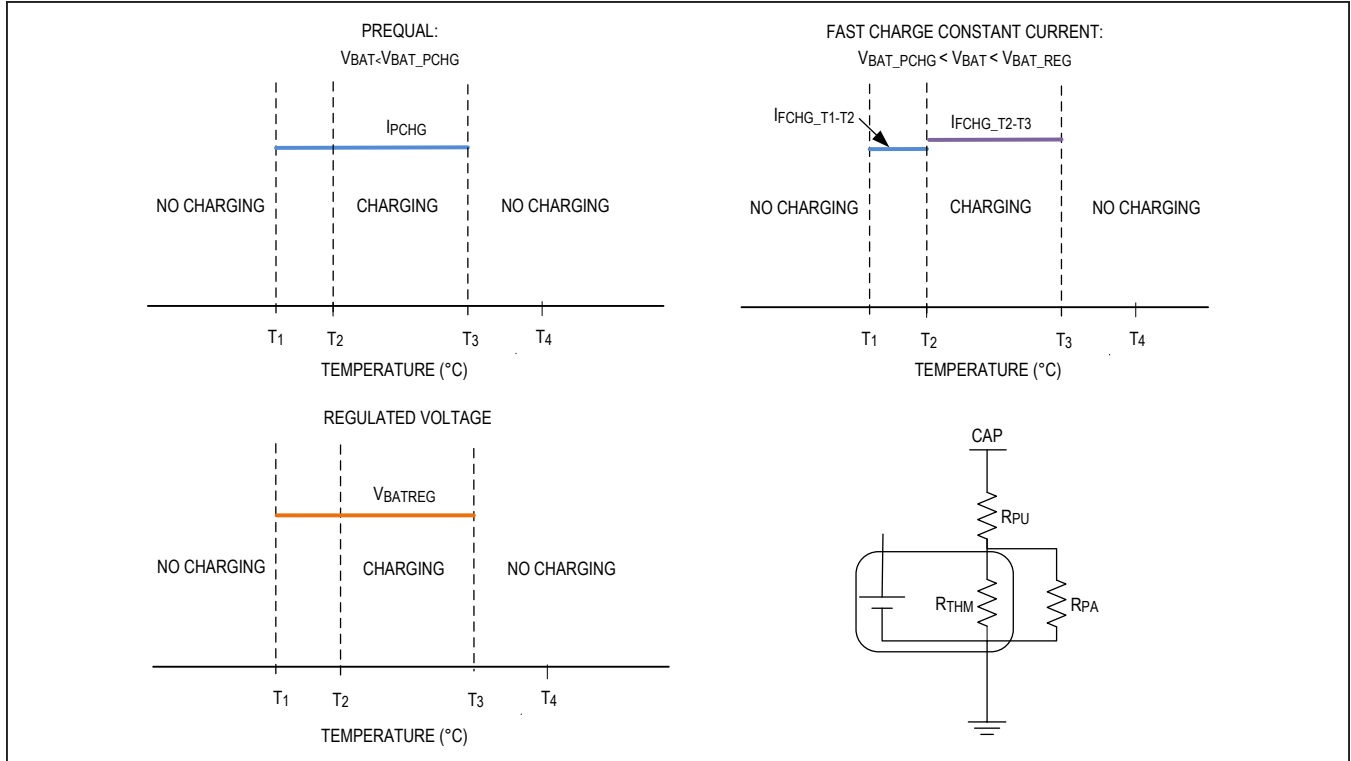 PREQUAL:
VBAT<VBAT_PCHG
IPCHG
NO CHARGING
CHARGING
NO CHARGING
T1
T2
T3
T4
TEMPERATURE (°C)
FAST CHARGE CONSTANT CURRENT:
VBAT_PCHG < VBAT < VBAT_REG
IFCHG_T1-T2
IFCHG_T2-T3
NO CHARGING
CHARGING
NO CHARGING
T1
T2
T3
T4
TEMPERATURE (°C)
REGULATED VOLTAGE
VBATREG
NO CHARGING
CHARGING
NO CHARGING
T1
T2
T3
T4
TEMPERATURE (°C)
CAP
RPU
RTHM
RPA